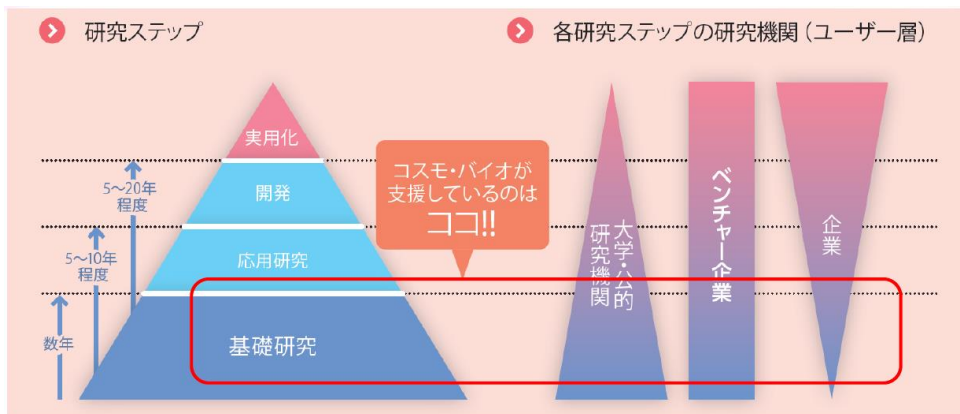 研究ステップ
各研究ステップの研究機関(ユーザー層)
実用化
開発
応用研究
基礎研究
5〜20年
程度
5〜10年
程度
数年
コスモ・バイオが
支援しているのは
ココ!!
大学・公的
研究機関
ベンチャー企業
企業